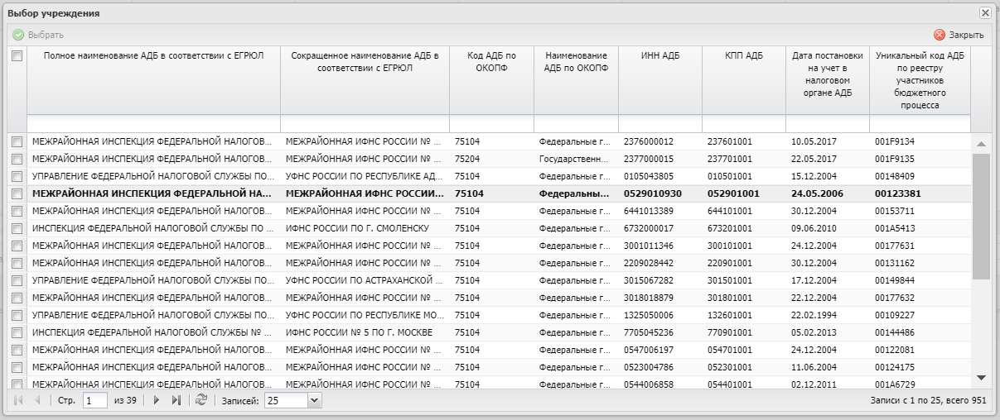 Выбор учреждения
Выбрать Закрыть
Полное наименование АДБ в соответствии с ЕГРЮЛ Сокращенное наименование АДБ в соответствии с ЕГРЮЛ Код АДБ по ОКОПФ Наименование АДБ по ОКОПФ ИНН АДБ КПП АДБ Дата постановки на учет в налоговом органе АДБ Уникальный код АДБ по реестру участников бюджетного процесса
МЕЖРАЙОННАЯ ИНСПЕКЦИЯ ФЕДЕРАЛЬНОЙ НАЛОГОВ... МЕЖРАЙОННАЯ ИФНС РОССИИ № ... 75104 Федеральные г... 2376000012 237601001 10.05.2017 001F9134
МЕЖРАЙОННАЯ ИНСПЕКЦИЯ ФЕДЕРАЛЬНОЙ НАЛОГОВ... МЕЖРАЙОННАЯ ИФНС РОССИИ № ... 75204 Государственн... 2377000015 237701001 22.05.2017 001F9135
УПРАВЛЕНИЕ ФЕДЕРАЛЬНОЙ НАЛОГОВОЙ СЛУЖБЫ ПО... УФНС РОССИИ ПО РЕСПУБЛИКЕ АД... 75104 Федеральные г... 0105043805 010501001 15.12.2004 00148409
МЕЖРАЙОННАЯ ИНСПЕКЦИЯ ФЕДЕРАЛЬНОЙ НА... МЕЖРАЙОННАЯ ИФНС РОССИИ... 75104 Федеральны... 0529010930 052901001 24.05.2006 00123381
МЕЖРАЙОННАЯ ИНСПЕКЦИЯ ФЕДЕРАЛЬНОЙ НАЛОГОВ... МЕЖРАЙОННАЯ ИФНС РОССИИ № ... 75104 Федеральные г... 6441013389 644101001 30.12.2004 00153711
ИНСПЕКЦИЯ ФЕДЕРАЛЬНОЙ НАЛОГОВОЙ СЛУЖБЫ ПО ... ИФНС РОССИИ ПО Г. СМОЛЕНСКУ 75104 Федеральные г... 6732000017 673201001 09.06.2010 001A5413
МЕЖРАЙОННАЯ ИНСПЕКЦИЯ ФЕДЕРАЛЬНОЙ НАЛОГОВ... МЕЖРАЙОННАЯ ИФНС РОССИИ № ... 75104 Федеральные г... 3001011346 300101001 24.12.2004 00177631
МЕЖРАЙОННАЯ ИНСПЕКЦИЯ ФЕДЕРАЛЬНОЙ НАЛОГОВ... МЕЖРАЙОННАЯ ИФНС РОССИИ № ... 75104 Федеральные г... 2209028442 220901001 30.12.2004 00131162
УПРАВЛЕНИЕ ФЕДЕРАЛЬНОЙ НАЛОГОВОЙ СЛУЖБЫ ПО... УФНС РОССИИ ПО АСТРАХАНСКОЙ ... 75104 Федеральные г... 3015067282 301501001 17.12.2004 00149844
МЕЖРАЙОННАЯ ИНСПЕКЦИЯ ФЕДЕРАЛЬНОЙ НАЛОГОВ... МЕЖРАЙОННАЯ ИФНС РОССИИ № ... 75104 Федеральные г... 3018018879 301801001 22.12.2004 00177632
УПРАВЛЕНИЕ ФЕДЕРАЛЬНОЙ НАЛОГОВОЙ СЛУЖБЫ ПО... УФНС РОССИИ ПО РЕСПУБЛИКЕ МО... 75104 Федеральные г... 1325050006 132601001 22.02.1994 00109227
ИНСПЕКЦИЯ ФЕДЕРАЛЬНОЙ НАЛОГОВОЙ СЛУЖБЫ № ... ИФНС РОССИИ № 5 ПО Г. МОСКВЕ 75104 Федеральные г... 7705045236 770901001 05.02.2013 00144486
МЕЖРАЙОННАЯ ИНСПЕКЦИЯ ФЕДЕРАЛЬНОЙ НАЛОГОВ... МЕЖРАЙОННАЯ ИФНС РОССИИ № ... 75104 Федеральные г... 0547006197 054701001 24.12.2004 00122081
МЕЖРАЙОННАЯ ИНСПЕКЦИЯ ФЕДЕРАЛЬНОЙ НАЛОГОВ... МЕЖРАЙОННАЯ ИФНС РОССИИ № ... 75104 Федеральные г... 0523004786 052301001 11.06.2004 00124175
МЕЖРАЙОННАЯ ИНСПЕКЦИЯ ФЕДЕРАЛЬНОЙ НАЛОГОВ... МЕЖРАЙОННАЯ ИФНС РОССИИ № ... 75104 Федеральные г... 0544006858 054401001 02.12.2011 001A6729
Стр. 1 из 39 Записей: 25 Записи с 1 по 25, всего 951